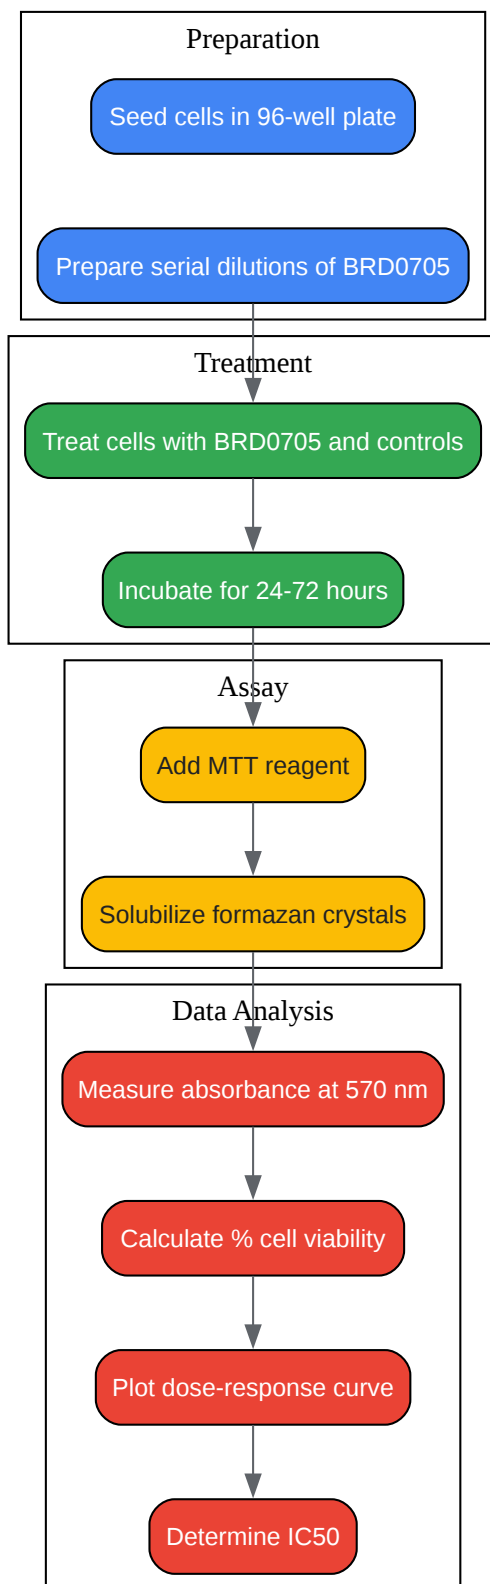 Preparation
Seed cells in 96-well plate
Prepare serial dilutions of BRD0705
Treatment
Treat cells with BRD0705 and controls
Incubate for 24-72 hours
Assay
Add MTT reagent
Solubilize formazan crystals
Data Analysis
Measure absorbance at 570 nm
Calculate % cell viability
Plot dose-response curve
Determine IC50